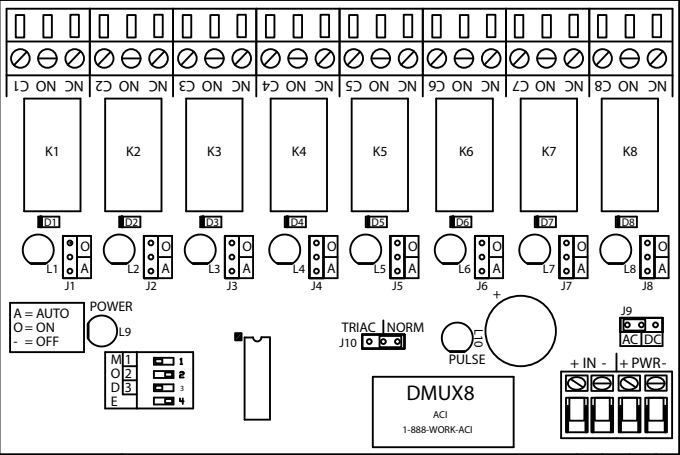 C1 NO NC C2 NO NC C3 NO NC C4 NO NC C5 NO NC C6 NO NC C7 NO NC C8 NO NC
K1 K2 K3 K4 K5 K6 K7 K8
D1 D2 D3 D4 D5 D6 D7 D8
O O O O O O O O
L1 A L2 A L3 A L4 A L5 A L6 A L7 A L8 A
J1 J2 J3 J4 J5 J6 J7 J8
A = AUTO
O = ON
- = OFF
POWER
L9
M 1 1
O 2 2
D 3 3
E 4
TRIAC NORM
J10
+
L10
PULSE
J9
AC DC
+ IN - + PWR-
DMUX8
ACI
1-888-WORK-ACI